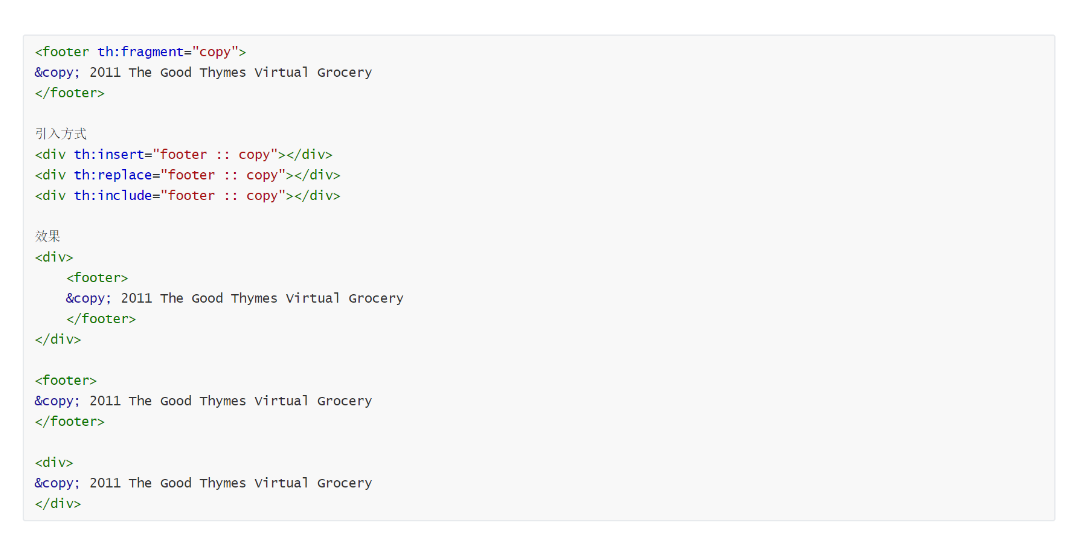 <footer th:fragment="copy">
&copy; 2011 The Good Thymes Virtual Grocery
</footer>
引入方式
<div th:insert="footer :: copy"></div>
<div th:replace="footer :: copy"></div>
<div th:include="footer :: copy"></div>
效果
<div>
    <footer>
    &copy; 2011 The Good Thymes Virtual Grocery
    </footer>
</div>
<footer>
&copy; 2011 The Good Thymes Virtual Grocery
</footer>
<div>
&copy; 2011 The Good Thymes Virtual Grocery
</div>